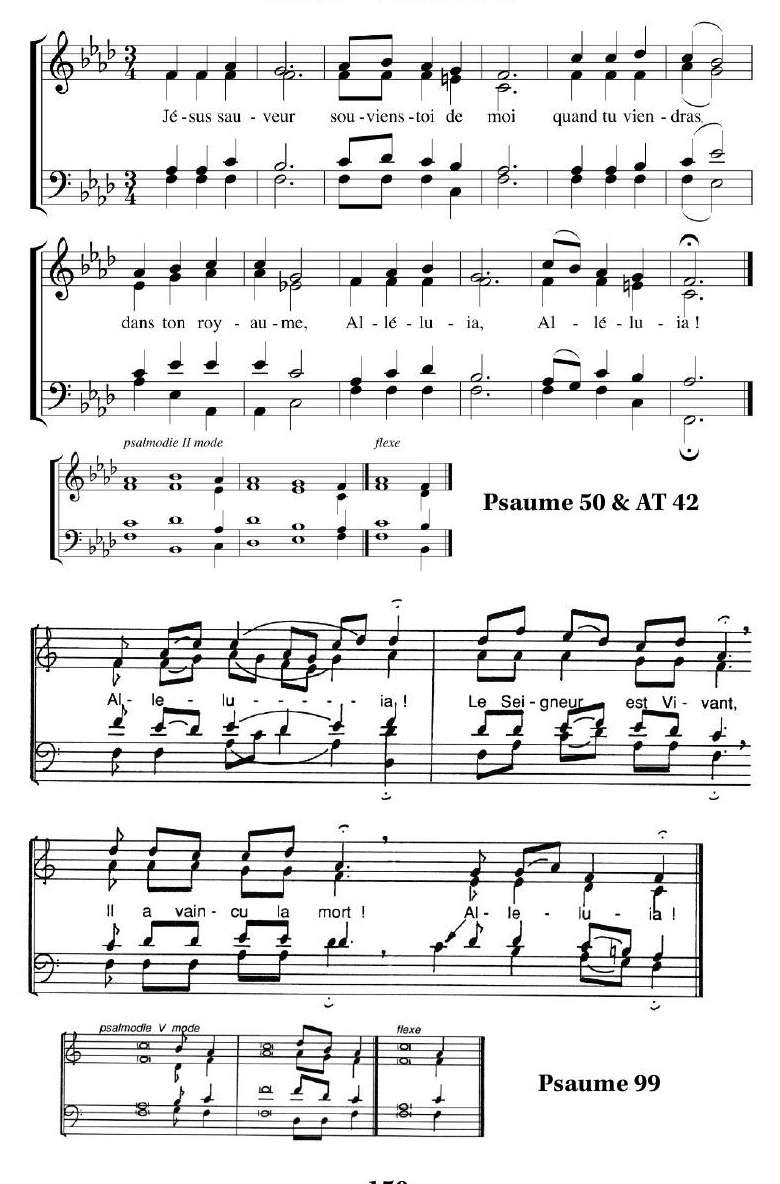 Jé - sus sau - veur sou - viens - toi de moi quand tu vien - dras
dans ton roy - au - me, Al - lé - lu - ia, Al - lé - lu - ia !
psalmodie II mode flexe
Psaume 50 & AT 42
Al - le - lu - - - - - ia, ! Le Sei - gneur est Vi - vant,
Il a vain - cu la mort ! Al - le - lu - ia !
psalmodie V mode flexe
Psaume 99